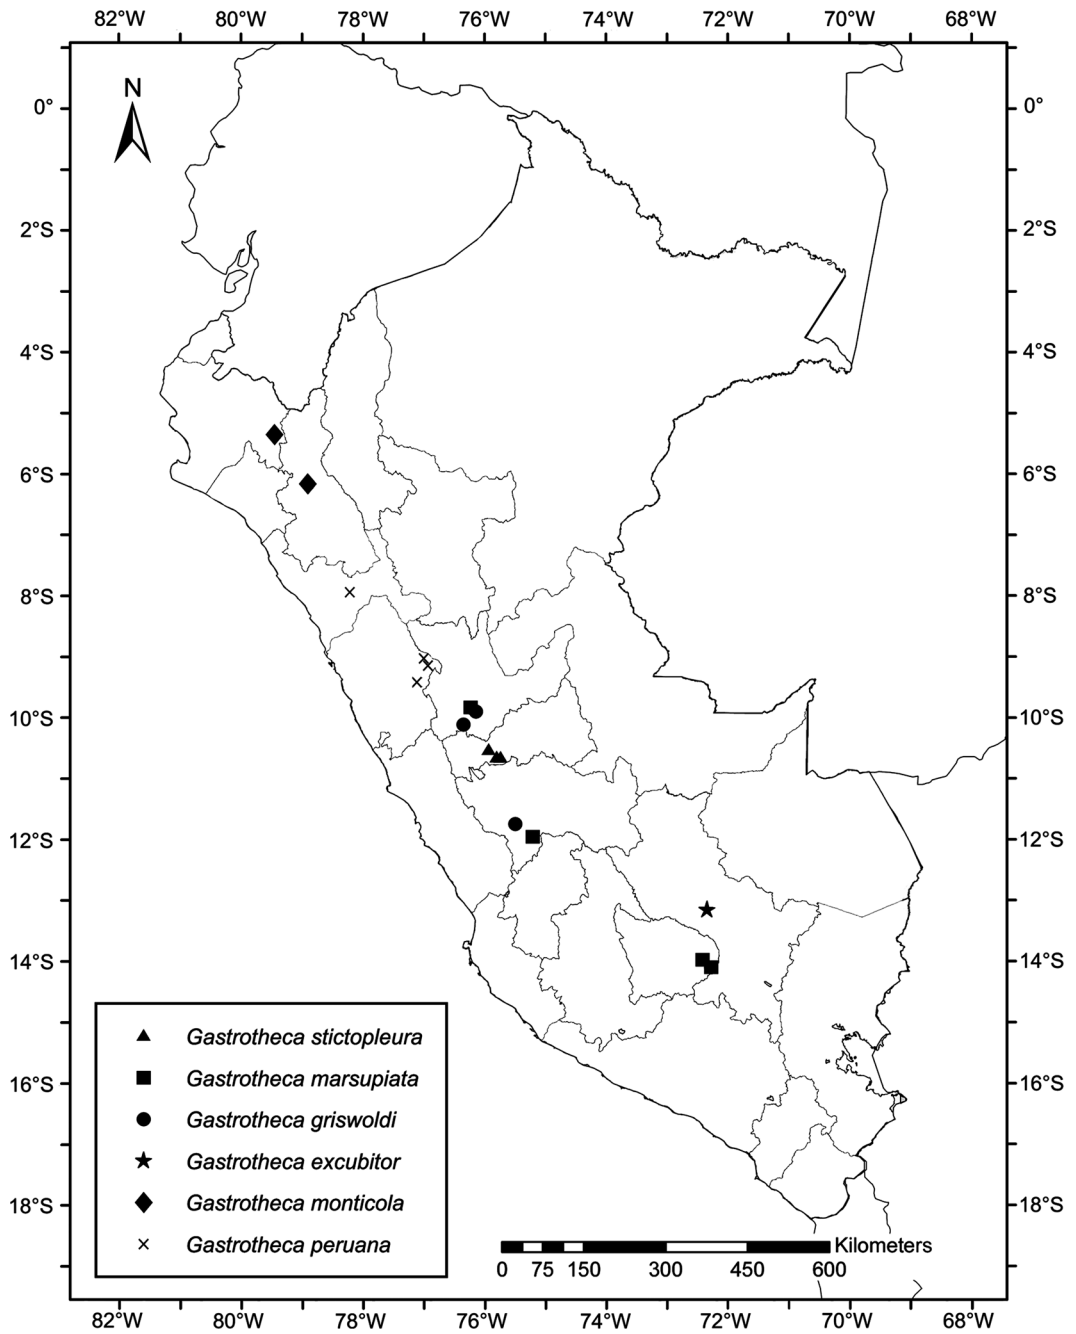 82°W 80°W 78°W 76°W 74°W 72°W 70°W 68°W
N
0° 0°
2°S 2°S
4°S 4°S
6°S 6°S
8°S 8°S
10°S 10°S
12°S 12°S
14°S 14°S
Gastrotheca stictopleura
Gastrotheca marsupiata
16°S 16°S
Gastrotheca griswoldi
Gastrotheca excubitor
Gastrotheca monticola
18°S 18°S
Gastrotheca peruana
Kilometers
0 75 150 300 450 600
82°W 80°W 78°W 76°W 74°W 72°W 70°W 68°W